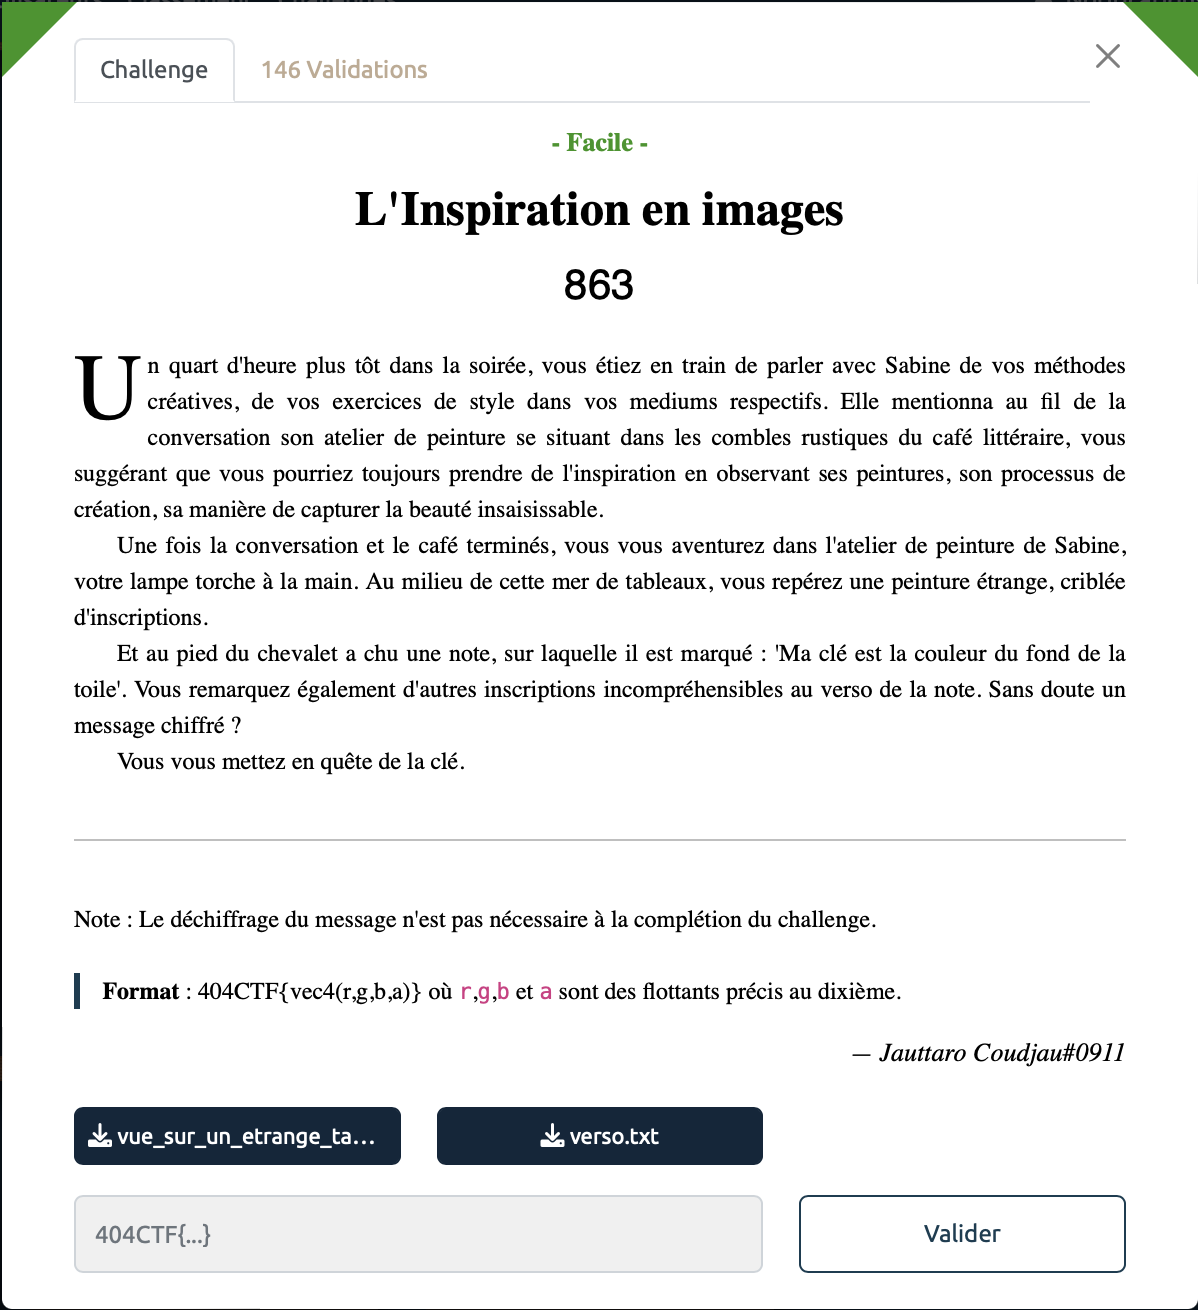 Challenge
146 Validations
- Facile -
L'Inspiration en images
863
Un quart d'heure plus tôt dans la soirée, vous étiez en train de parler avec Sabine de vos méthodes
créatives, de vos exercices de style dans vos mediums respectifs. Elle mentionna au fil de la
conversation son atelier de peinture se situant dans les combles rustiques du café littéraire, vous
suggérant que vous pourriez toujours prendre de l'inspiration en observant ses peintures, son processus de
création, sa manière de capturer la beauté insaisissable.
Une fois la conversation et le café terminés, vous vous aventurez dans l'atelier de peinture de Sabine,
votre lampe torche à la main. Au milieu de cette mer de tableaux, vous repérez une peinture étrange, criblée
d'inscriptions.
Et au pied du chevalet a chu une note, sur laquelle il est marqué : 'Ma clé est la couleur du fond de la
toile'. Vous remarquez également d'autres inscriptions incompréhensibles au verso de la note. Sans doute un
message chiffré ?
Vous vous mettez en quête de la clé.
Note : Le déchiffrage du message n'est pas nécessaire à la complétion du challenge.
Format : 404CTF{vec4(r,g,b,a)} où r,g,b et a sont des flottants précis au dixième.
— Jauttaro Coudjau#0911
vue_sur_un_etrange_ta...
verso.txt
404CTF{...}
Valider